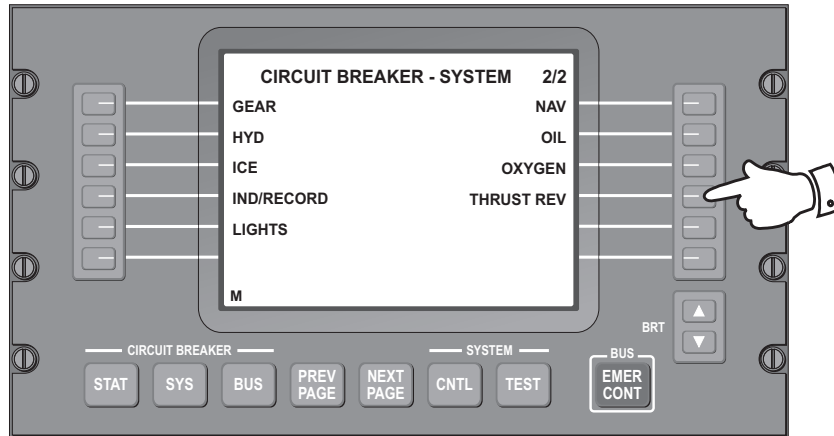 CIRCUIT BREAKER - SYSTEM 2/2
GEAR NAV
HYD OIL
ICE OXYGEN
IND/RECORD THRUST REV
LIGHTS
M
BRT
CIRCUIT BREAKER SYSTEM BUS
STAT SYS BUS PREV PAGE NEXT PAGE CNTL TEST EMER CONT